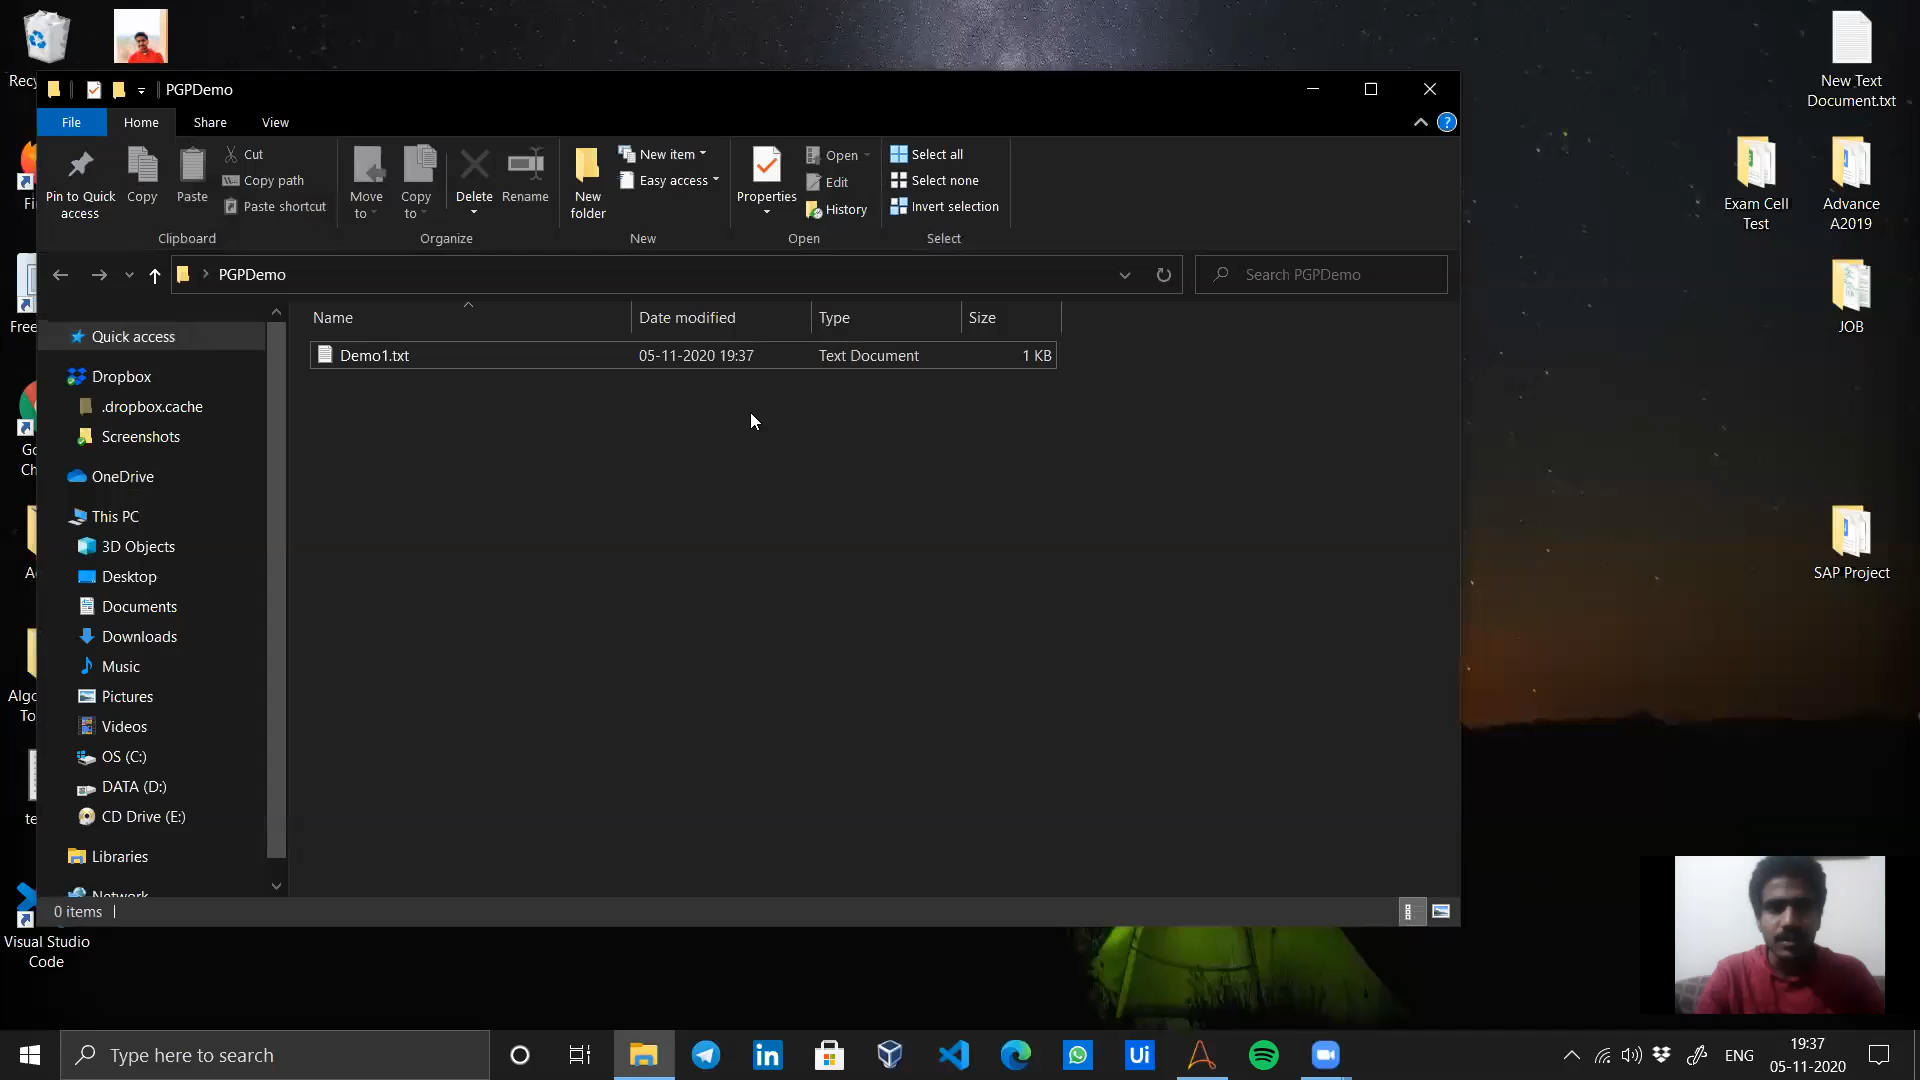 PGPDemo
File Home Share View
Pin to Quick access
Copy
Paste
Cut
Copy path
Paste shortcut
Clipboard
Move to
Copy to
Delete
Rename
Organize
New folder
New item
Easy access
New
Properties
Open
Edit
History
Open
Select all
Select none
Invert selection
Select
PGPDemo
Search PGPDemo
Name Date modified Type Size
Demo1.txt 05-11-2020 19:37 Text Document 1 KB
Quick access
Dropbox
.dropbox.cache
Screenshots
OneDrive
This PC
3D Objects
Desktop
Documents
Downloads
Music
Pictures
Videos
OS (C:)
DATA (D:)
CD Drive (E:)
Libraries
Network
0 items
Visual Studio
Code
New Text
Document.txt
Exam Cell
Test
Advance
A2019
JOB
SAP Project
Type here to search
in
Ui
ENG
19:37
05-11-2020